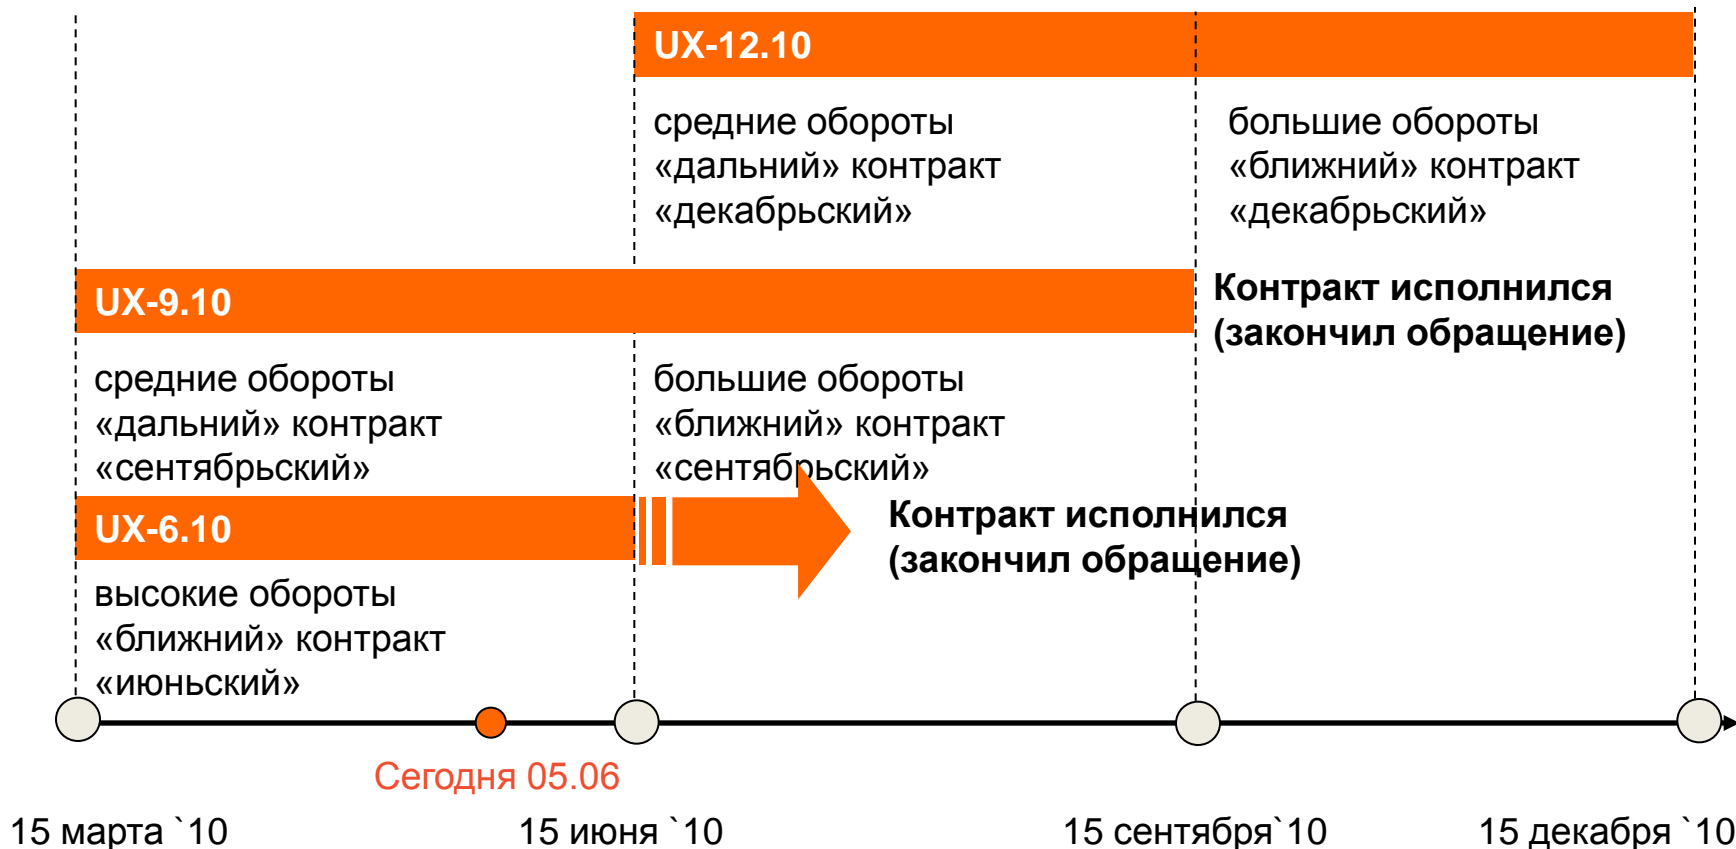 UX-12.10
средние обороты
«дальний» контракт
«декабрьский»
большие обороты
«ближний» контракт
«декабрьский»
UX-9.10
Контракт исполнился
(закончил обращение)
средние обороты
«дальний» контракт
«сентябрьский»
большие обороты
«ближний» контракт
«сентябрьский»
UX-6.10
Контракт исполнился
(закончил обращение)
высокие обороты
«ближний» контракт
«июньский»
Сегодня 05.06
15 марта `10
15 июня `10
15 сентября`10
15 декабря `10